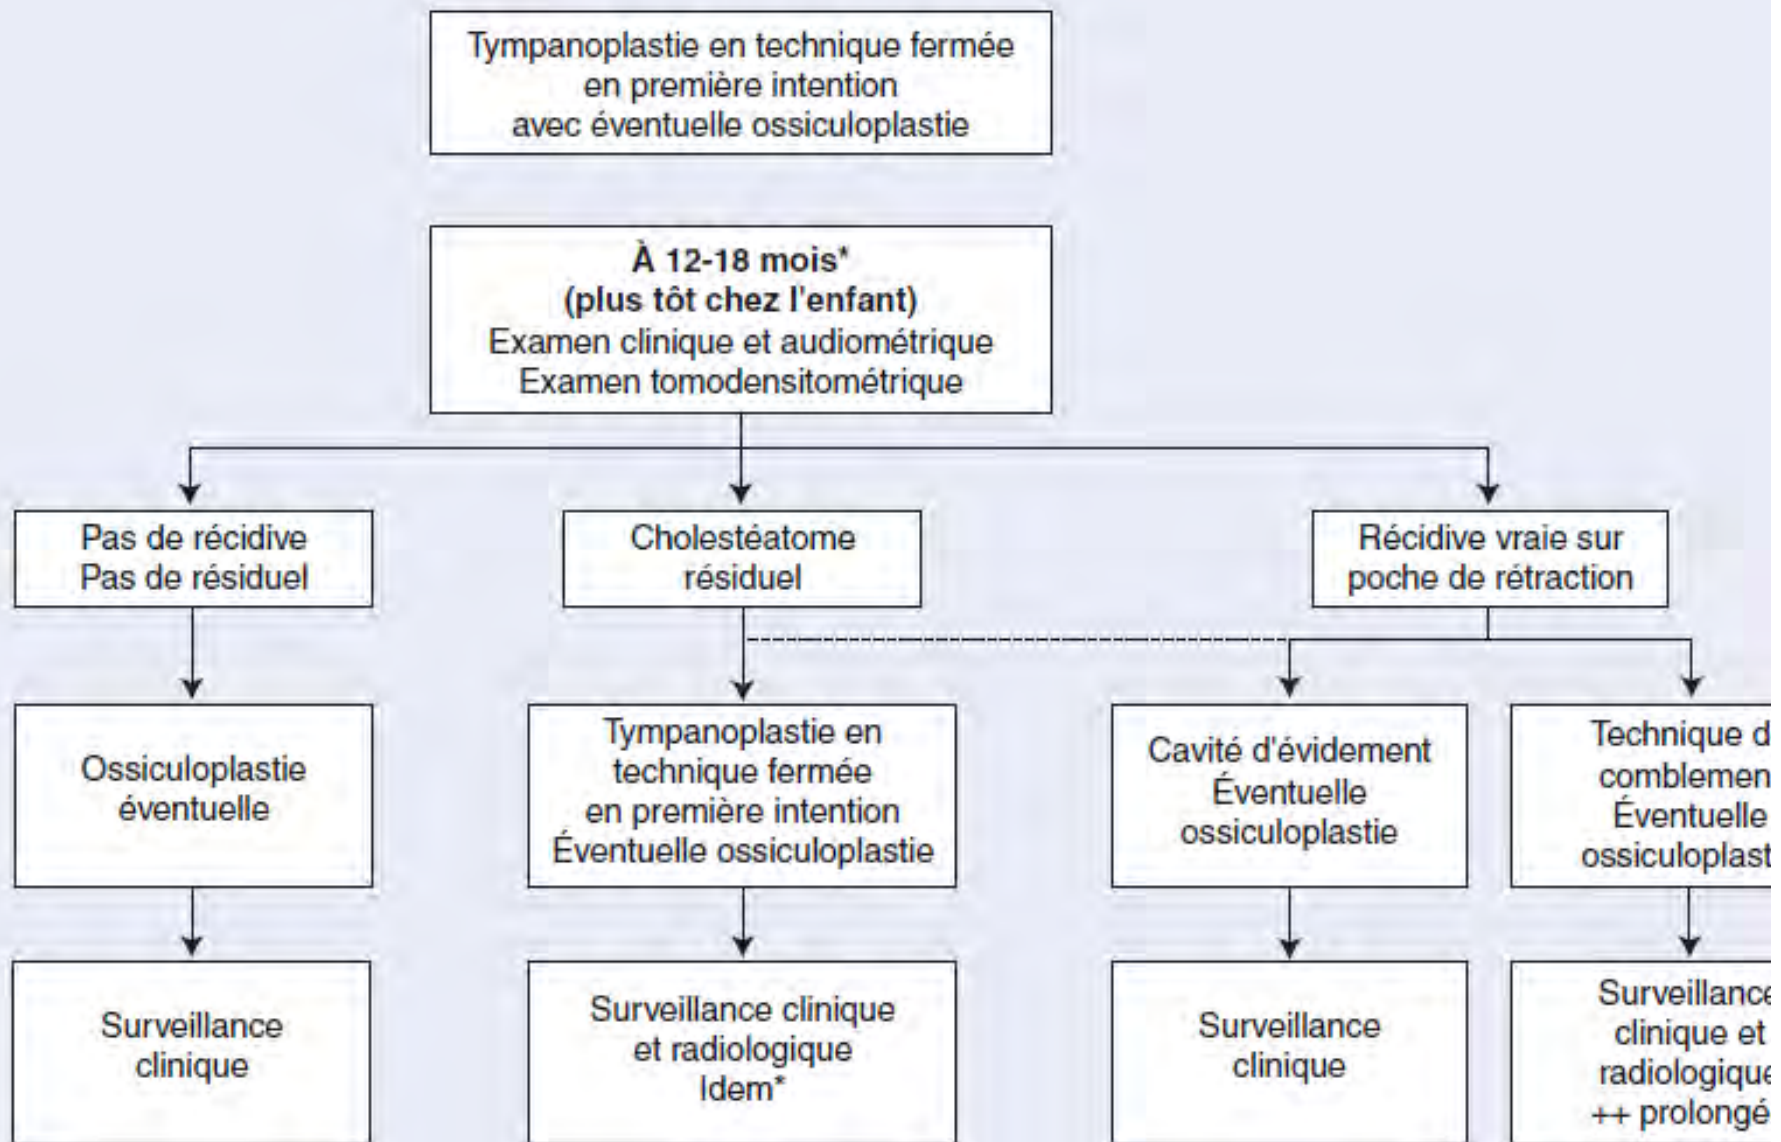 Tympanoplastie en technique fermée
en première intention
avec éventuelle ossiculoplastie
À 12-18 mois*
(plus tôt chez l'enfant)
Examen clinique et audiométrique
Examen tomodensitométrique
Pas de récidive
Pas de résiduel
Cholestéatome
résiduel
Récidive vraie sur
poche de rétraction
Ossiculoplastie
éventuelle
Tympanoplastie en
technique fermée
en première intention
Éventuelle ossiculoplastie
Cavité d'évidement
Éventuelle
ossiculoplastie
Technique
Éventuelle
Surveillance
clinique
Surveillance clinique
et radiologique
Idem*
Surveillance
clinique
Surveillance
clinique et
radiologique
++